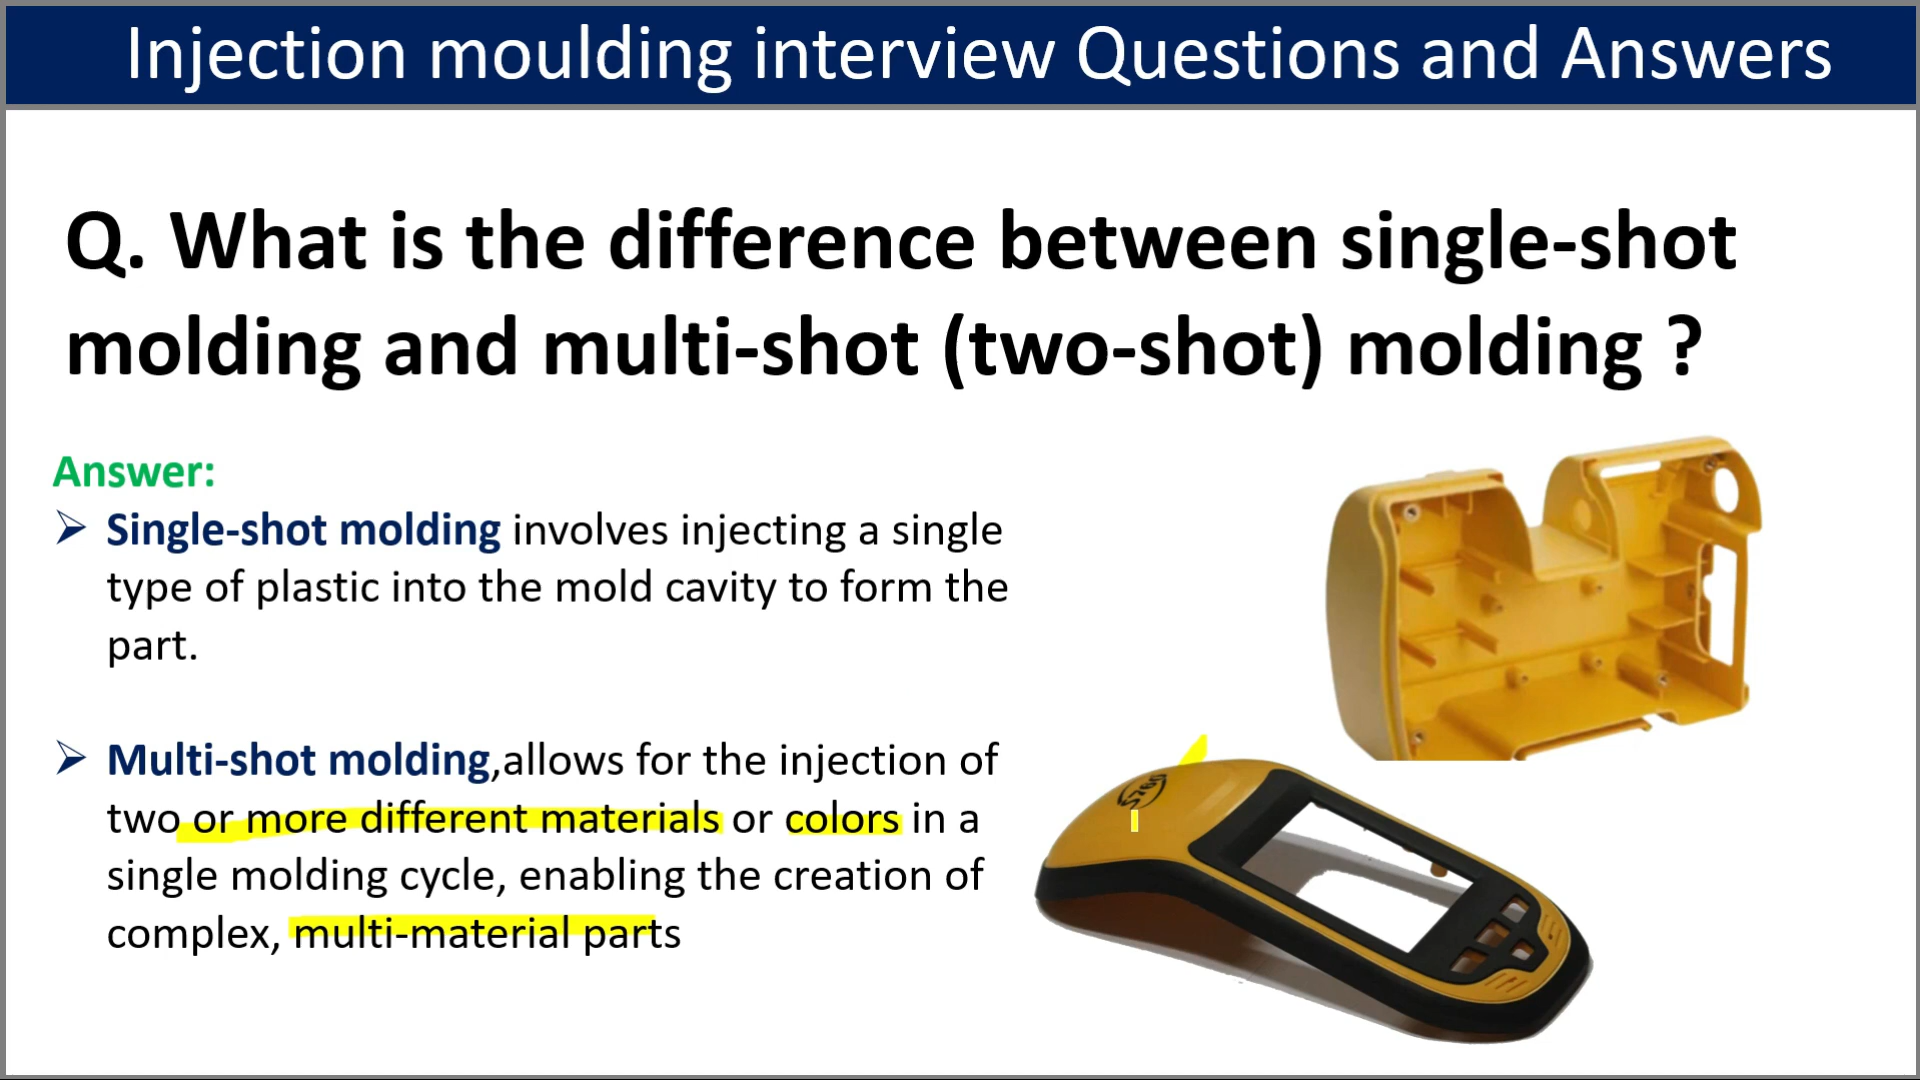 Injection moulding interview Questions and Answers
Q. What is the difference between single-shot
molding and multi-shot (two-shot) molding ?
Answer:
Single-shot molding involves injecting a single
type of plastic into the mold cavity to form the
part.
Multi-shot molding,allows for the injection of
two or more different materials or colors in a
single molding cycle, enabling the creation of
complex, multi-material parts